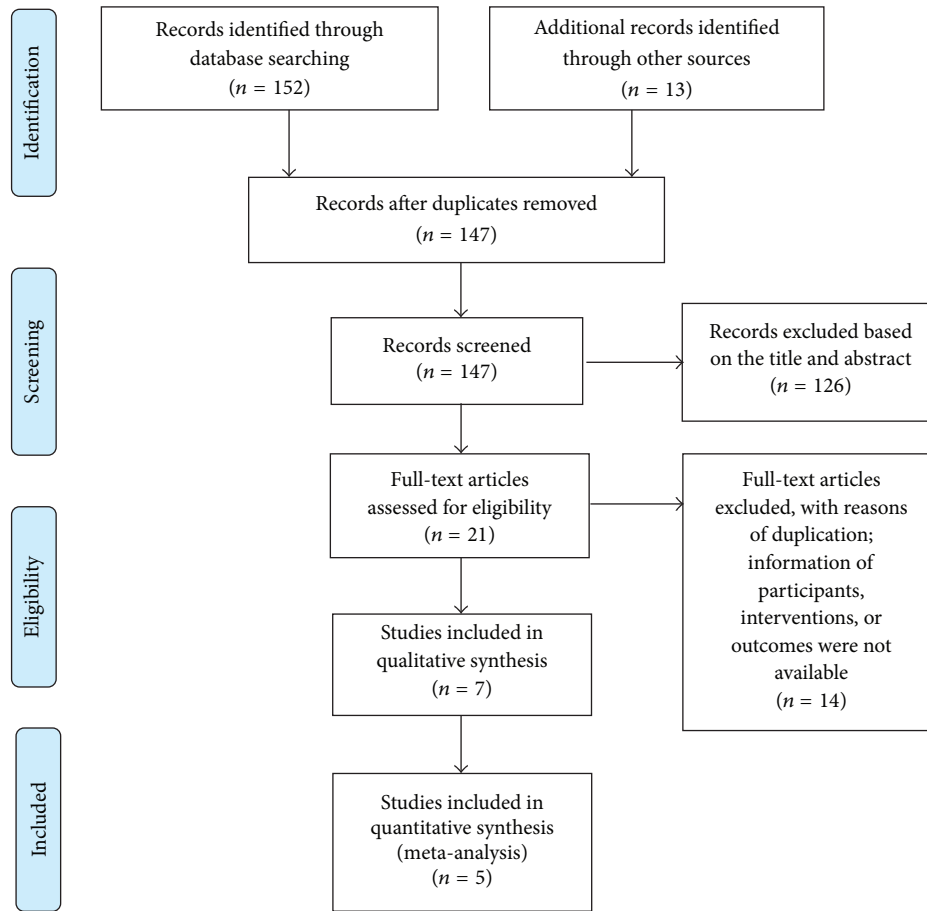 Identification
Records identified through
database searching
(n = 152)
Additional records identified
through other sources
(n = 13)
Records after duplicates removed
(n = 147)
Screening
Records screened
(n = 147)
Records excluded based
on the title and abstract
(n = 126)
Eligibility
Full-text articles
assessed for eligibility
(n = 21)
Full-text articles
excluded, with reasons
of duplication;
information of
participants,
interventions, or
outcomes were not
available
(n = 14)
Studies included in
qualitative synthesis
(n = 7)
Included
Studies included in
quantitative synthesis
(meta-analysis)
(n = 5)